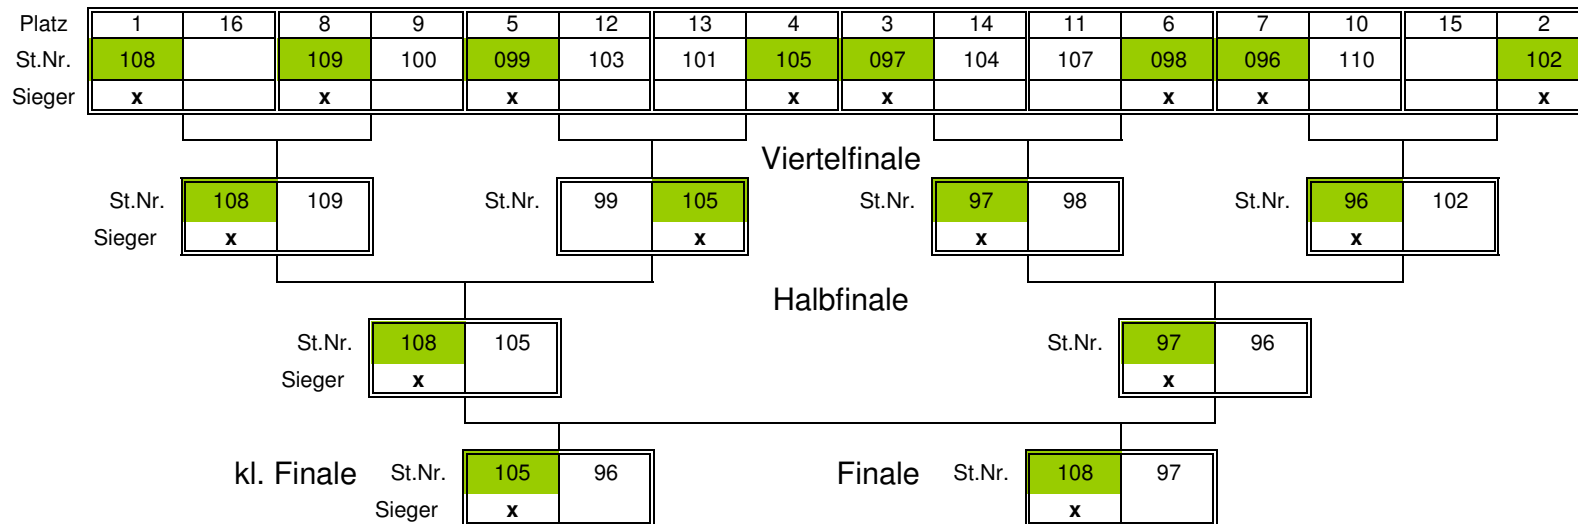 Platz 1 16 8 9 5 12 13 4 3 14 11 6 7 10 15 2
St.Nr. 108 109 100 099 103 101 105 097 104 107 098 096 110 102
Sieger x x x x x x x x
Viertelfinale
St.Nr. 108 109 St.Nr. 99 105 St.Nr. 97 98 St.Nr. 96 102
Sieger x x x x
Halbfinale
St.Nr. 108 105 St.Nr. 97 96
Sieger x x
kl. Finale St.Nr. 105 96 Finale St.Nr. 108 97
Sieger x x